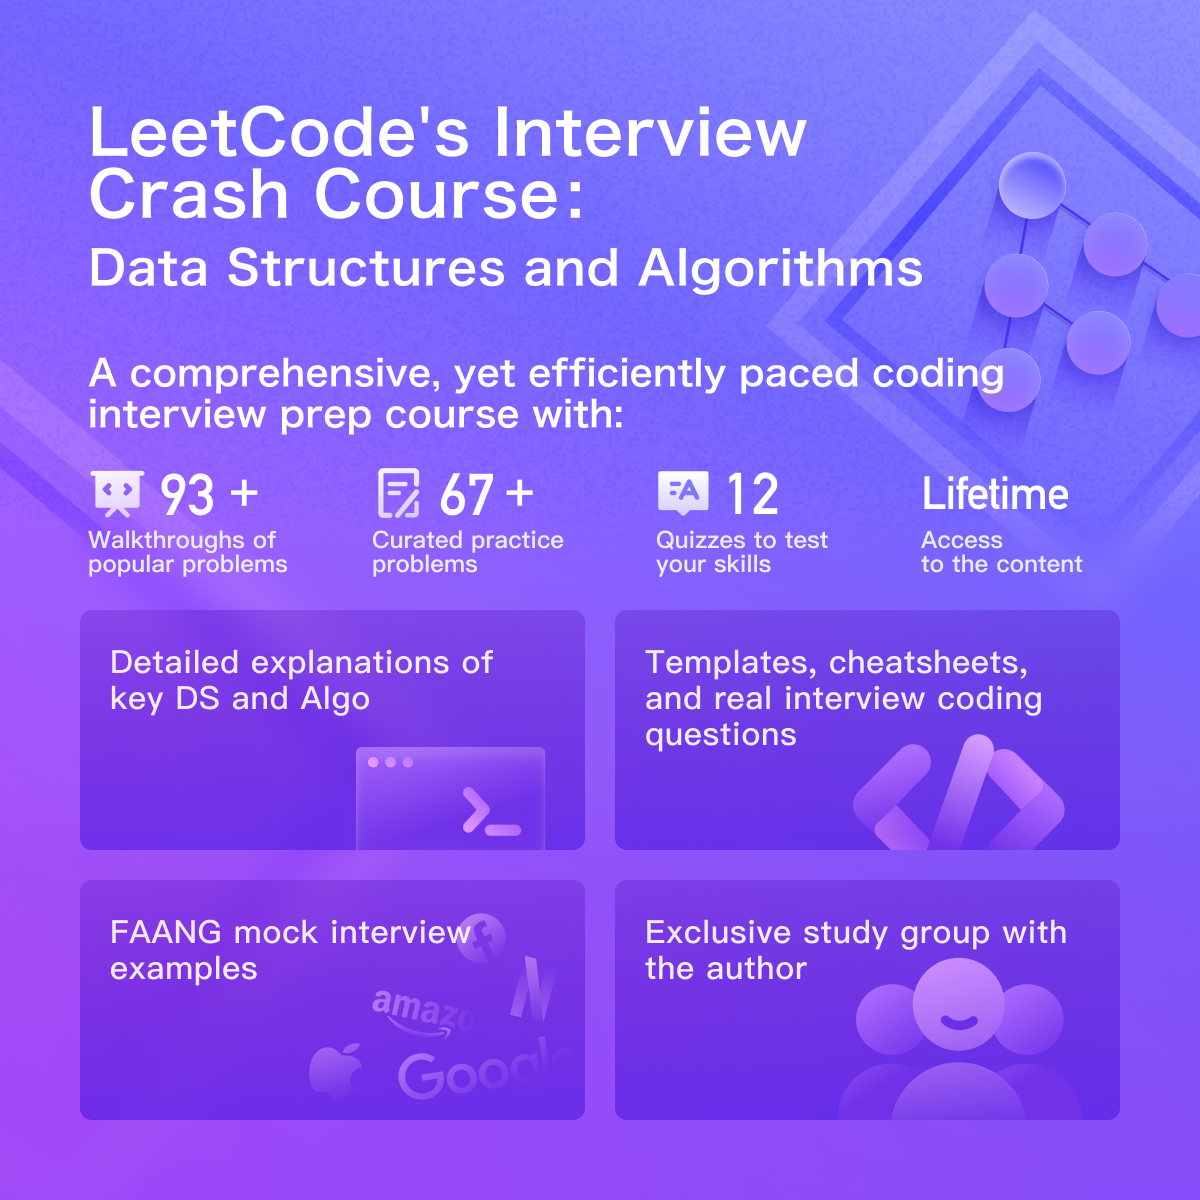 LeetCode's Interview
Crash Course:
Data Structures and Algorithms
A comprehensive, yet efficiently paced coding
interview prep course with:
93 +
Walkthroughs of
popular problems
67 +
Curated practice
problems
12
Quizzes to test
your skills
Lifetime
Access
to the content
Detailed explanations of
key DS and Algo
Templates, cheatsheets,
and real interview coding
questions
FAANG mock interview
examples
amazo
Google
Exclusive study group with
the author